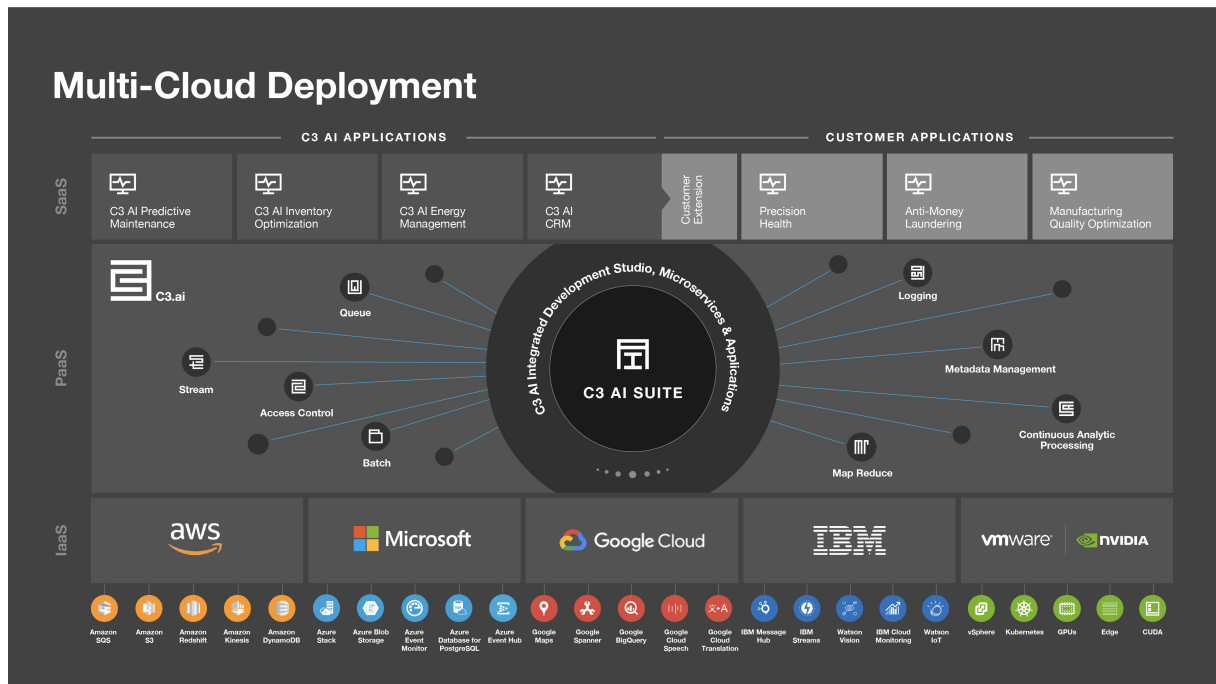 Multi-Cloud Deployment
C3 AI APPLICATIONS
CUSTOMER APPLICATIONS
SaaS
C3 AI Predictive
Maintenance
C3 AI Inventory
Optimization
C3 AI Energy
Management
C3 AI
CRM
Customer
Extension
Precision
Health
Anti-Money
Laundering
Manufacturing
Quality Optimization
PaaS
C3.ai
Queue
Stream
Access Control
Batch
C3 AI Integrated Development Studio, Microservices & Applications
C3 AI SUITE
Logging
Metadata Management
Continuous Analytic
Processing
Map Reduce
IaaS
aws
Microsoft
Google Cloud
IBM
vmware
NVIDIA
Amazon
SQS
Amazon
S3
Amazon
Redshift
Amazon
Kinesis
Amazon
DynamoDB
Azure
Stack
Azure Blob
Storage
Azure
Event
Monitor
Azure
Database for
PostgreSQL
Azure
Event Hub
Google
Maps
Google
Spanner
Google
BigQuery
Google
Cloud
Speech
Google
Cloud
Translation
IBM Message
Hub
IBM
Streams
Watson
Vision
IBM Cloud
Monitoring
Watson
IoT
vSphere
Kubernetes
GPUs
Edge
CUDA